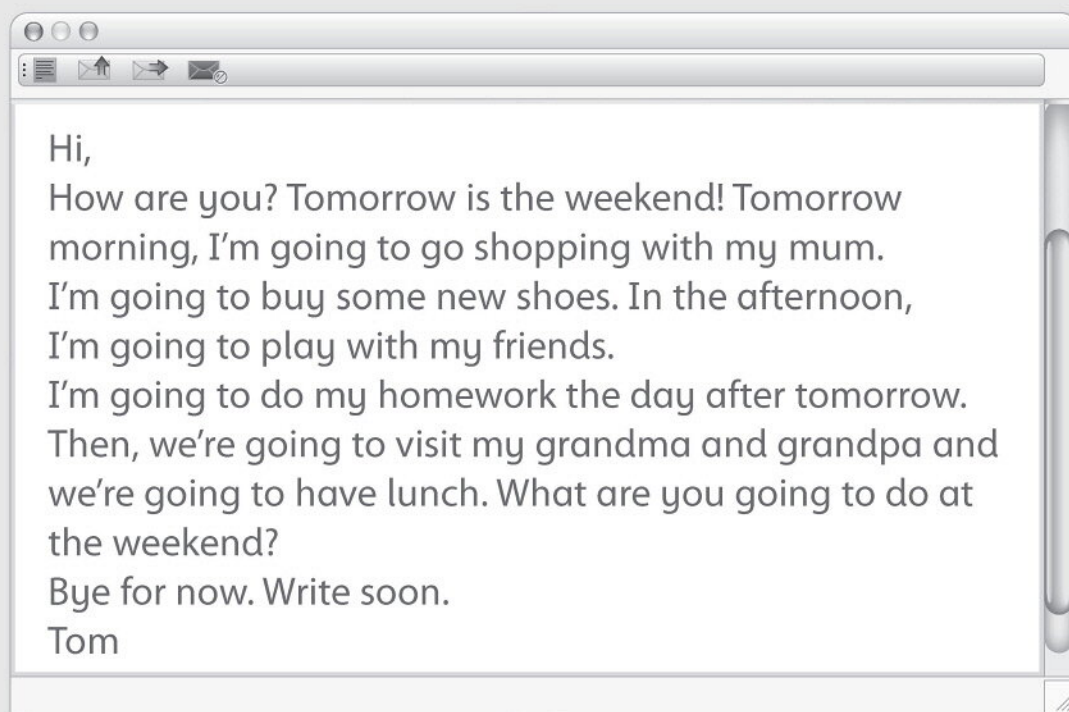 Hi,
How are you? Tomorrow is the weekend! Tomorrow
morning, I'm going to go shopping with my mum.
I'm going to buy some new shoes. In the afternoon,
I'm going to play with my friends.
I'm going to do my homework the day after tomorrow.
Then, we're going to visit my grandma and grandpa and
we're going to have lunch. What are you going to do at
the weekend?
Bye for now. Write soon.
Tom